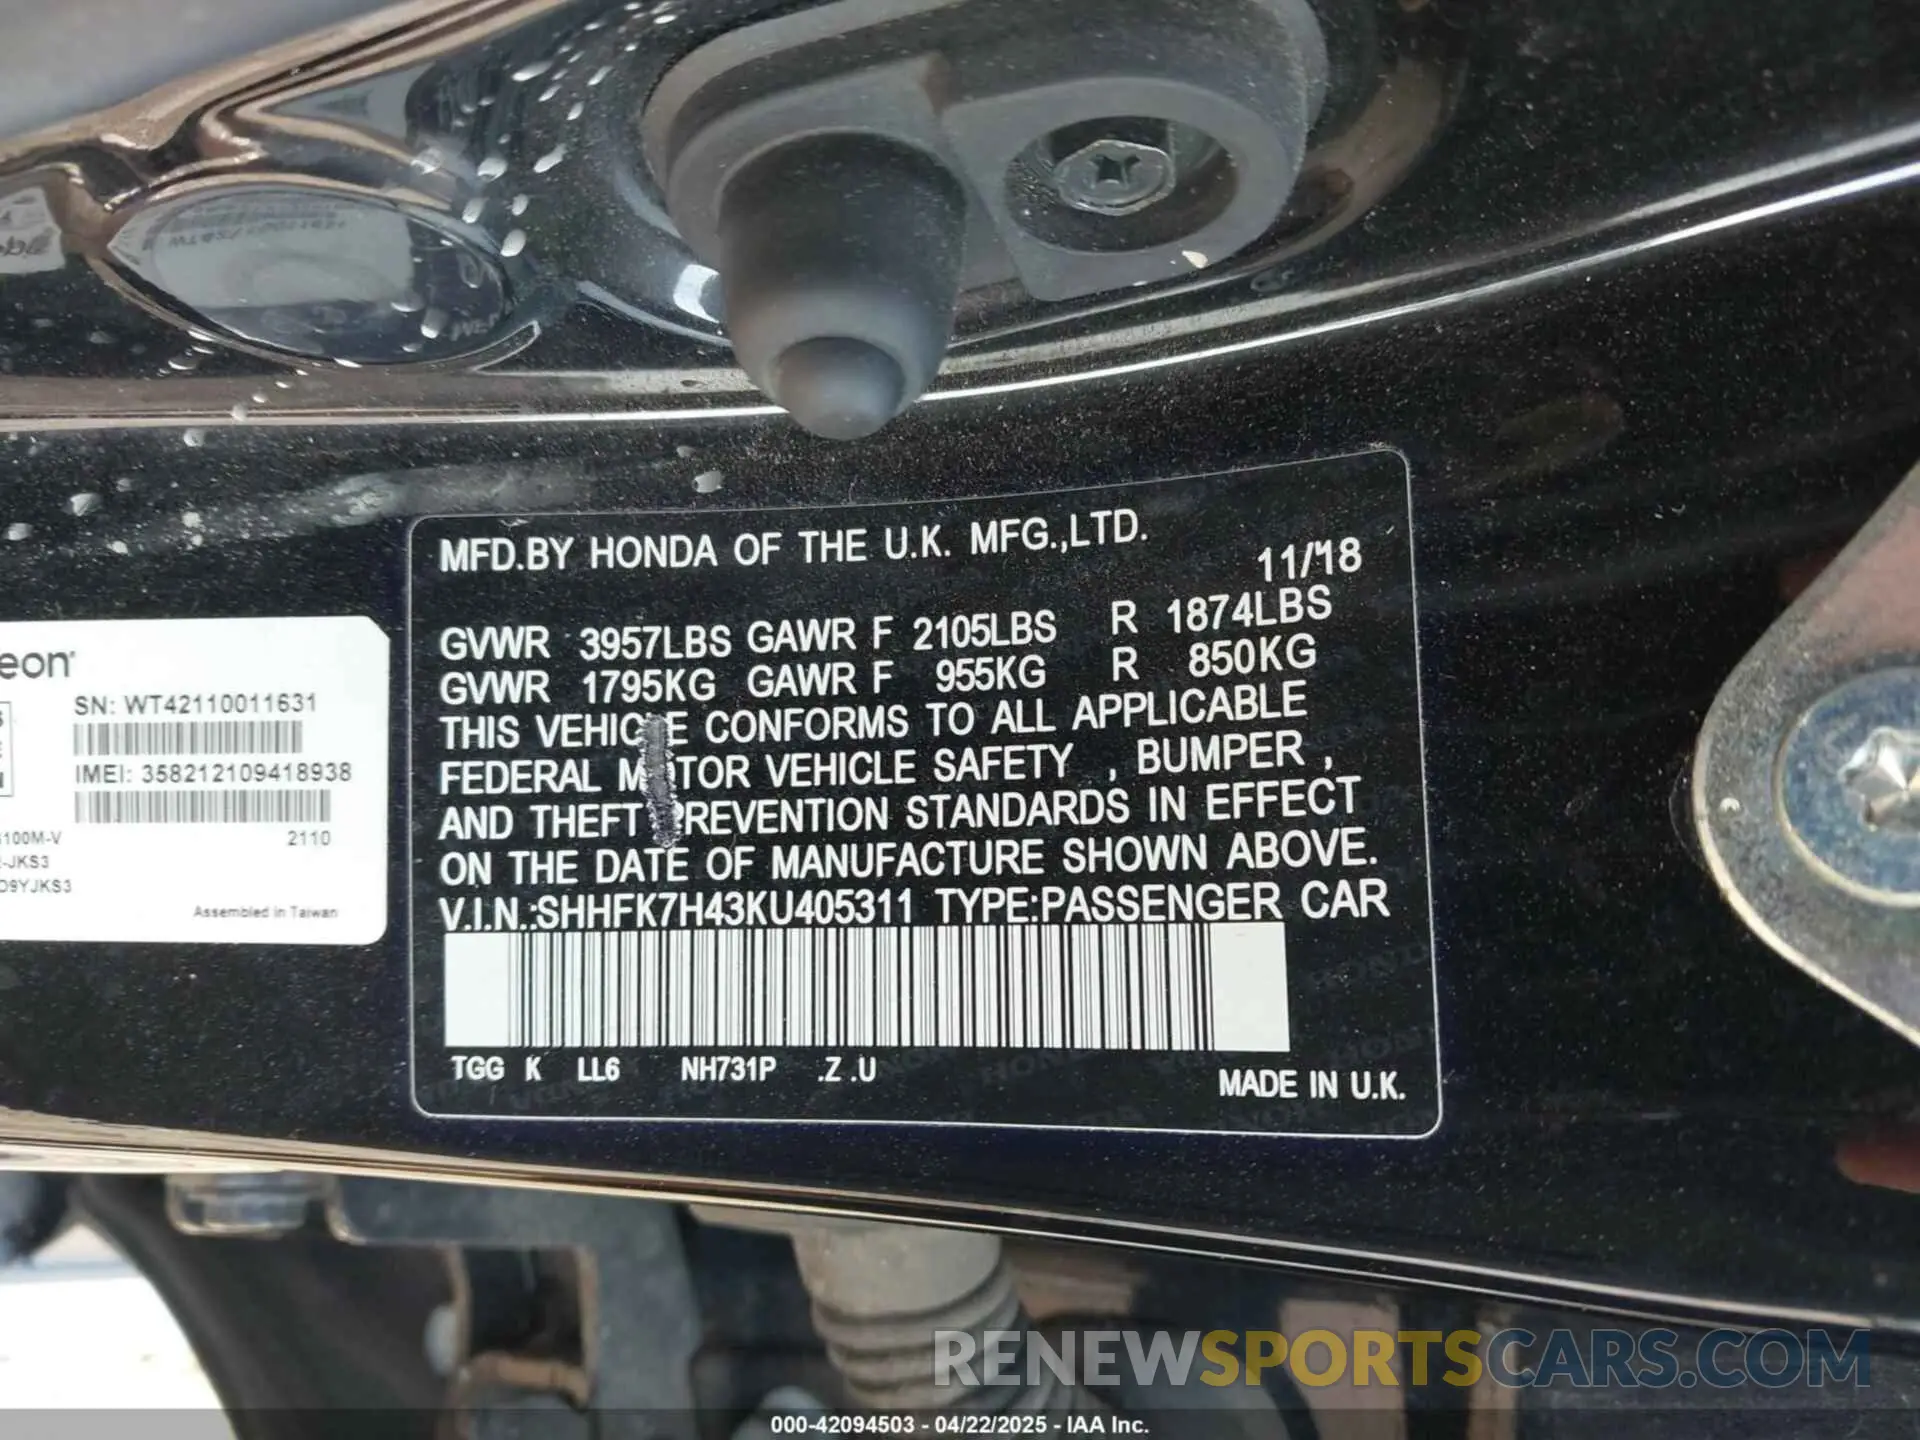 MFD.BY HONDA OF THE U.K. MFG.,LTD.
11/18
GVWR 3957LBS GAWR F 2105LBS R 1874LBS
GVWR 1795KG GAWR F 955KG R 850KG
THIS VEHICLE CONFORMS TO ALL APPLICABLE
FEDERAL MOTOR VEHICLE SAFETY , BUMPER ,
AND THEFT PREVENTION STANDARDS IN EFFECT
ON THE DATE OF MANUFACTURE SHOWN ABOVE.
V.I.N.:SHHFK7H43KU405311 TYPE:PASSENGER CAR
TGG K LL6 NH731P .Z .U
MADE IN U.K.
eon
SN: WT42110011631
IMEI: 358212109418938
100M-V 2110
-JKS3
D9YJKS3
Assembled in Taiwan
RENEWSPORTSCARS.COM
000-42094503 - 04/22/2025 - IAA Inc.